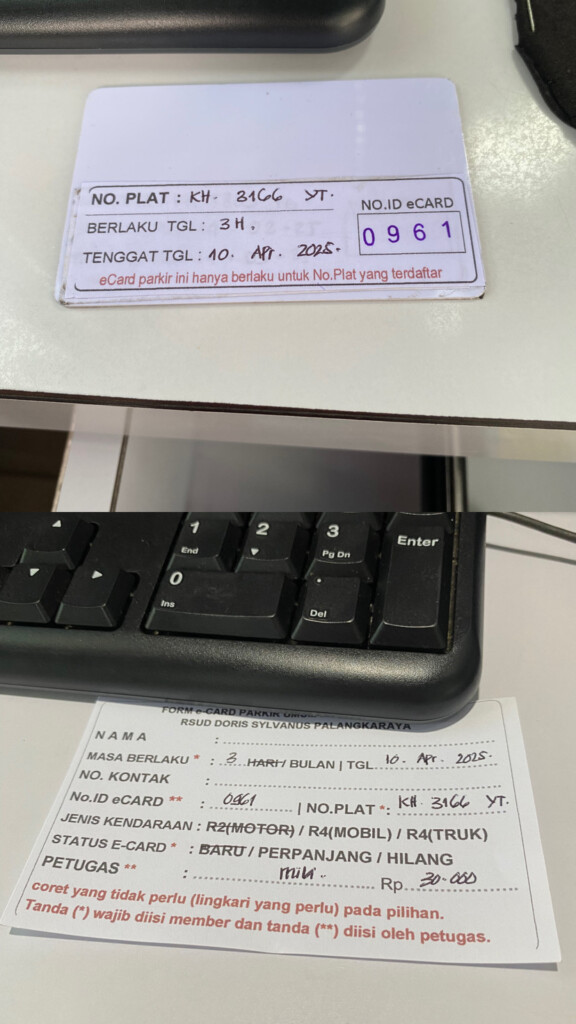 NO. PLAT : KH. 3166 YT.
BERLAKU TGL : 3 H.
NO.ID eCARD
0961
TENGGAT TGL : 10. Apr. 2025.
eCard parkir ini hanya berlaku untuk No.Plat yang terdaftar
1
End
2
3
Pg Dn
Enter
0
Ins
.
Del
FORM e-CARD PARKIR
RSUD DORIS SYLVANUS PALANGKARAYA
NAMA :
MASA BERLAKU * : 3 HARI / BULAN | TGL 10. Apr. 2025.
NO. KONTAK :
No.ID eCARD ** : 0961 | NO.PLAT *: KH. 3166 YT.
JENIS KENDARAAN : R2(MOTOR) / R4(MOBIL) / R4(TRUK)
STATUS E-CARD * : BARU / PERPANJANG / HILANG
PETUGAS ** : Rp 30.000
coret yang tidak perlu (lingkari yang perlu) pada pilihan.
Tanda (*) wajib diisi member dan tanda (**) diisi oleh petugas.